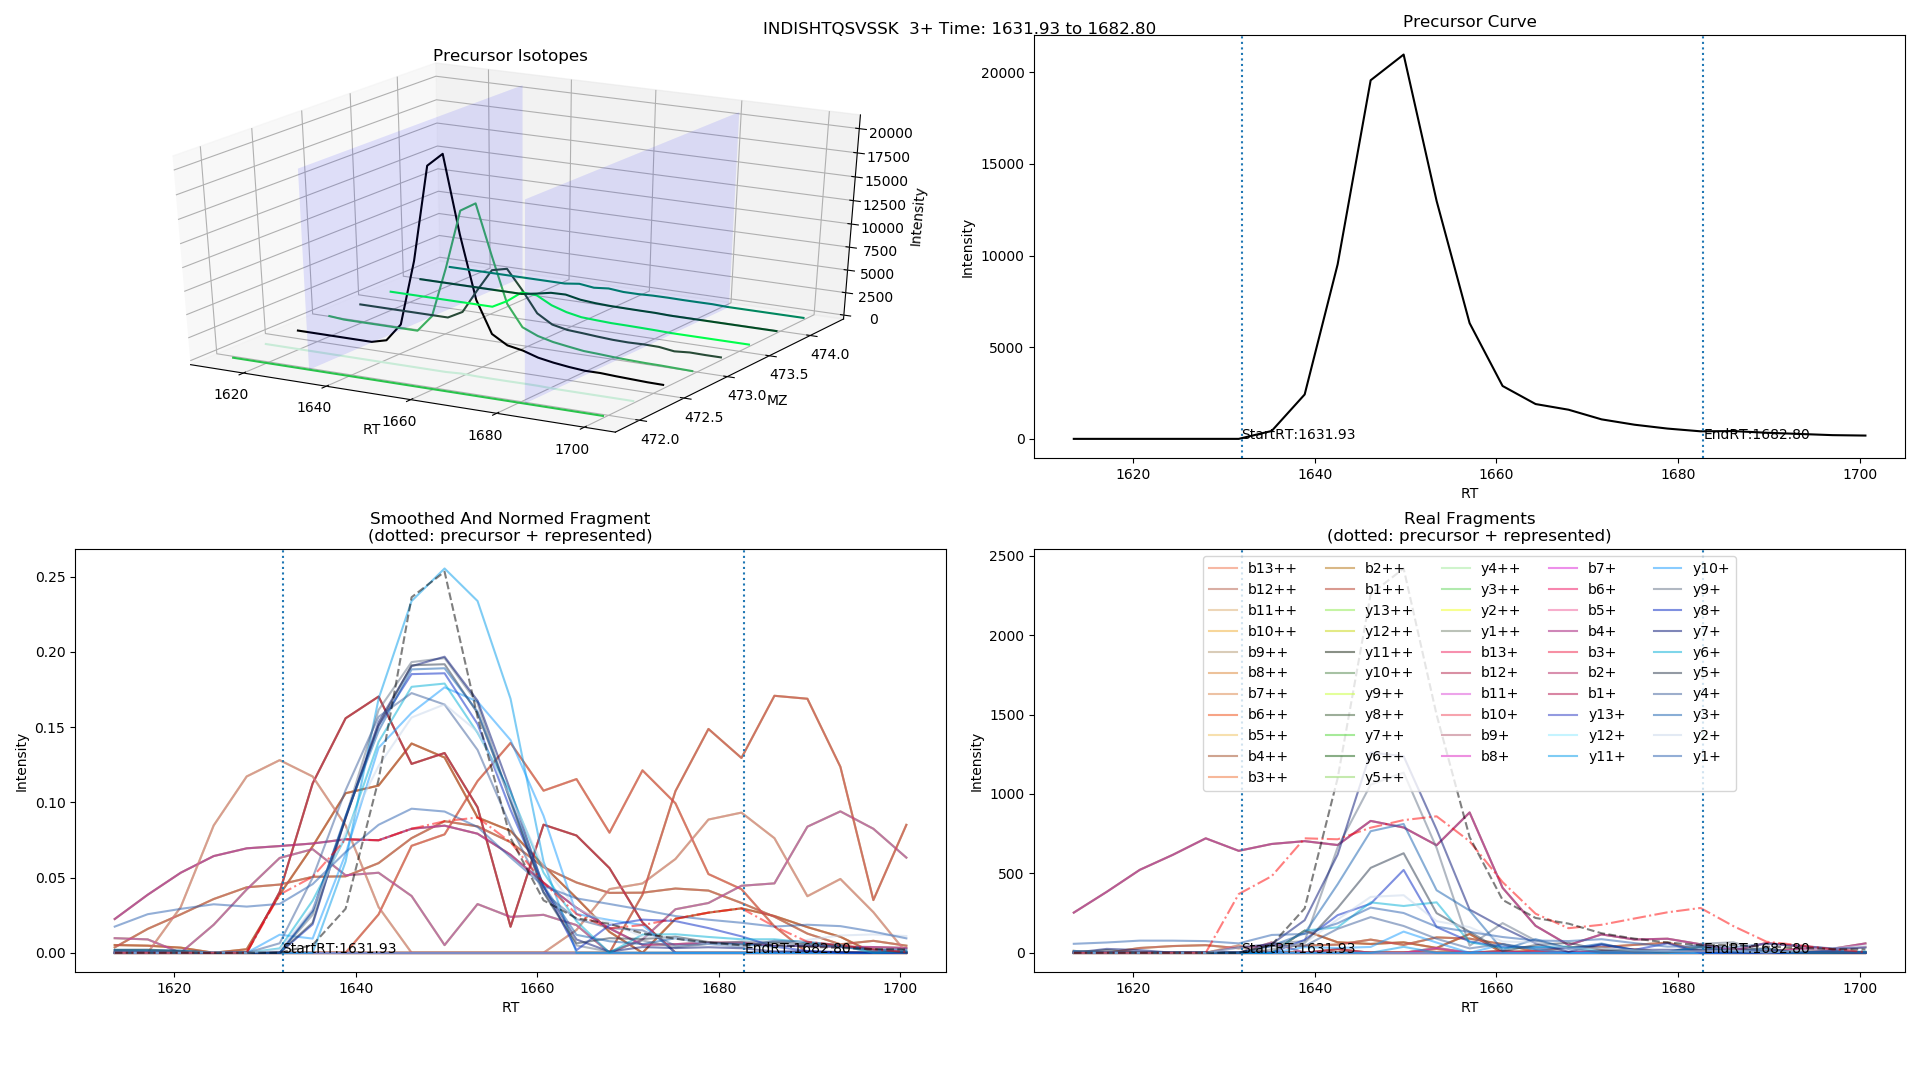 INDISHTQSVSSK  3+ Time: 1631.93 to 1682.80
Precursor Isotopes
20000
17500
15000
12500
10000
7500
5000
2500
0
Intensity
474.0
473.5
473.0
472.5
472.0
MZ
1620
1640
1660
1680
1700
RT
Precursor Curve
20000
15000
10000
5000
0
Intensity
StartRT:1631.93
EndRT:1682.80
1620
1640
1660
1680
1700
RT
Smoothed And Normed Fragment
(dotted: precursor + represented)
0.25
0.20
0.15
0.10
0.05
0.00
Intensity
StartRT:1631.93
EndRT:1682.80
1620
1640
1660
1680
1700
RT
Real Fragments
(dotted: precursor + represented)
2500
2000
1500
1000
500
0
Intensity
b13++
b12++
b11++
b10++
b9++
b8++
b7++
b6++
b5++
b4++
b3++
b2++
b1++
y13++
y12++
y11++
y10++
y9++
y8++
y7++
y6++
y5++
y4++
y3++
y2++
y1++
b13+
b12+
b11+
b10+
b9+
b8+
b7+
b6+
b5+
b4+
b3+
b2+
b1+
y13+
y12+
y11+
y10+
y9+
y8+
y7+
y6+
y5+
y4+
y3+
y2+
y1+
StartRT:1631.93
EndRT:1682.80
1620
1640
1660
1680
1700
RT